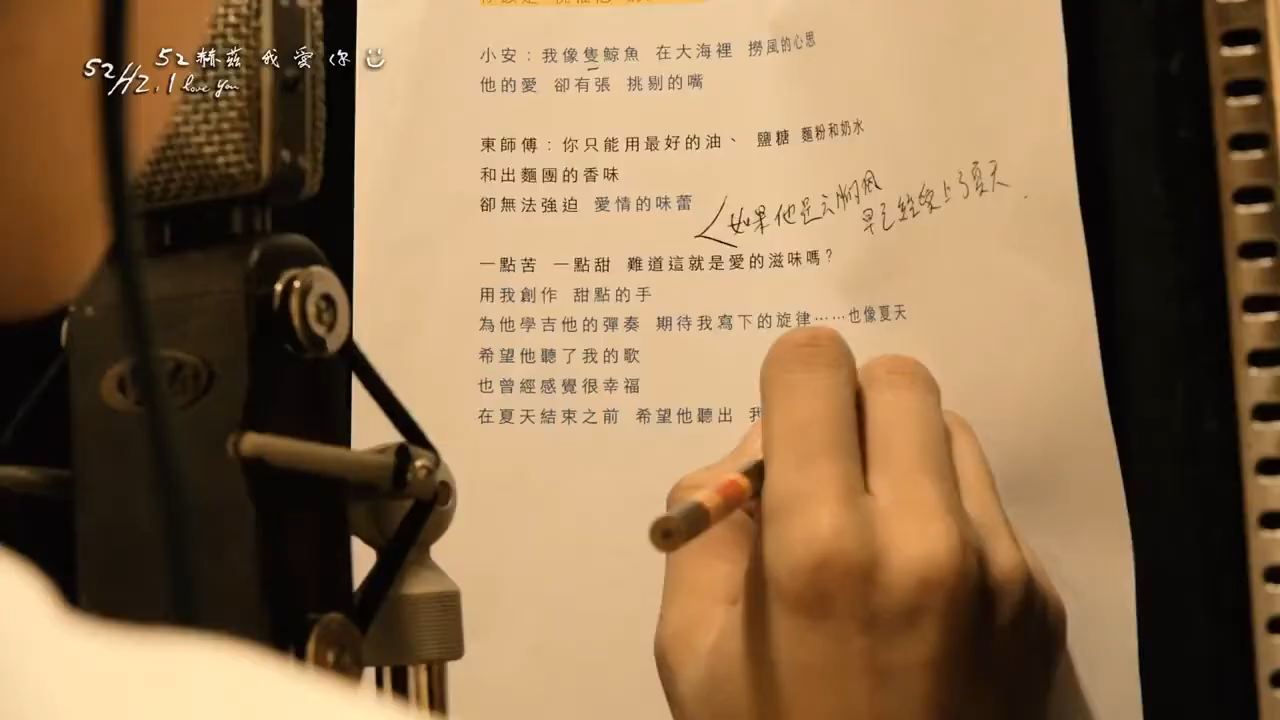 52赫茲我愛你
52Hz, I love you
小安：我像隻鯨魚 在大海裡 撈風的心思
他的愛 卻有張 挑剔的嘴
東師傅：你只能用最好的油、 鹽糖 麵粉和奶水
和出麵團的香味
卻無法強迫 愛情的味蕾
如果他是六月的風
早已經愛上了夏天
一點苦 一點甜 難道這就是愛的滋味嗎？
用我創作 甜點的手
為他學吉他的彈奏 期待我寫下的旋律……也像夏天
希望他聽了我的歌
也曾經感覺很幸福
在夏天結束之前 希望他聽出 我